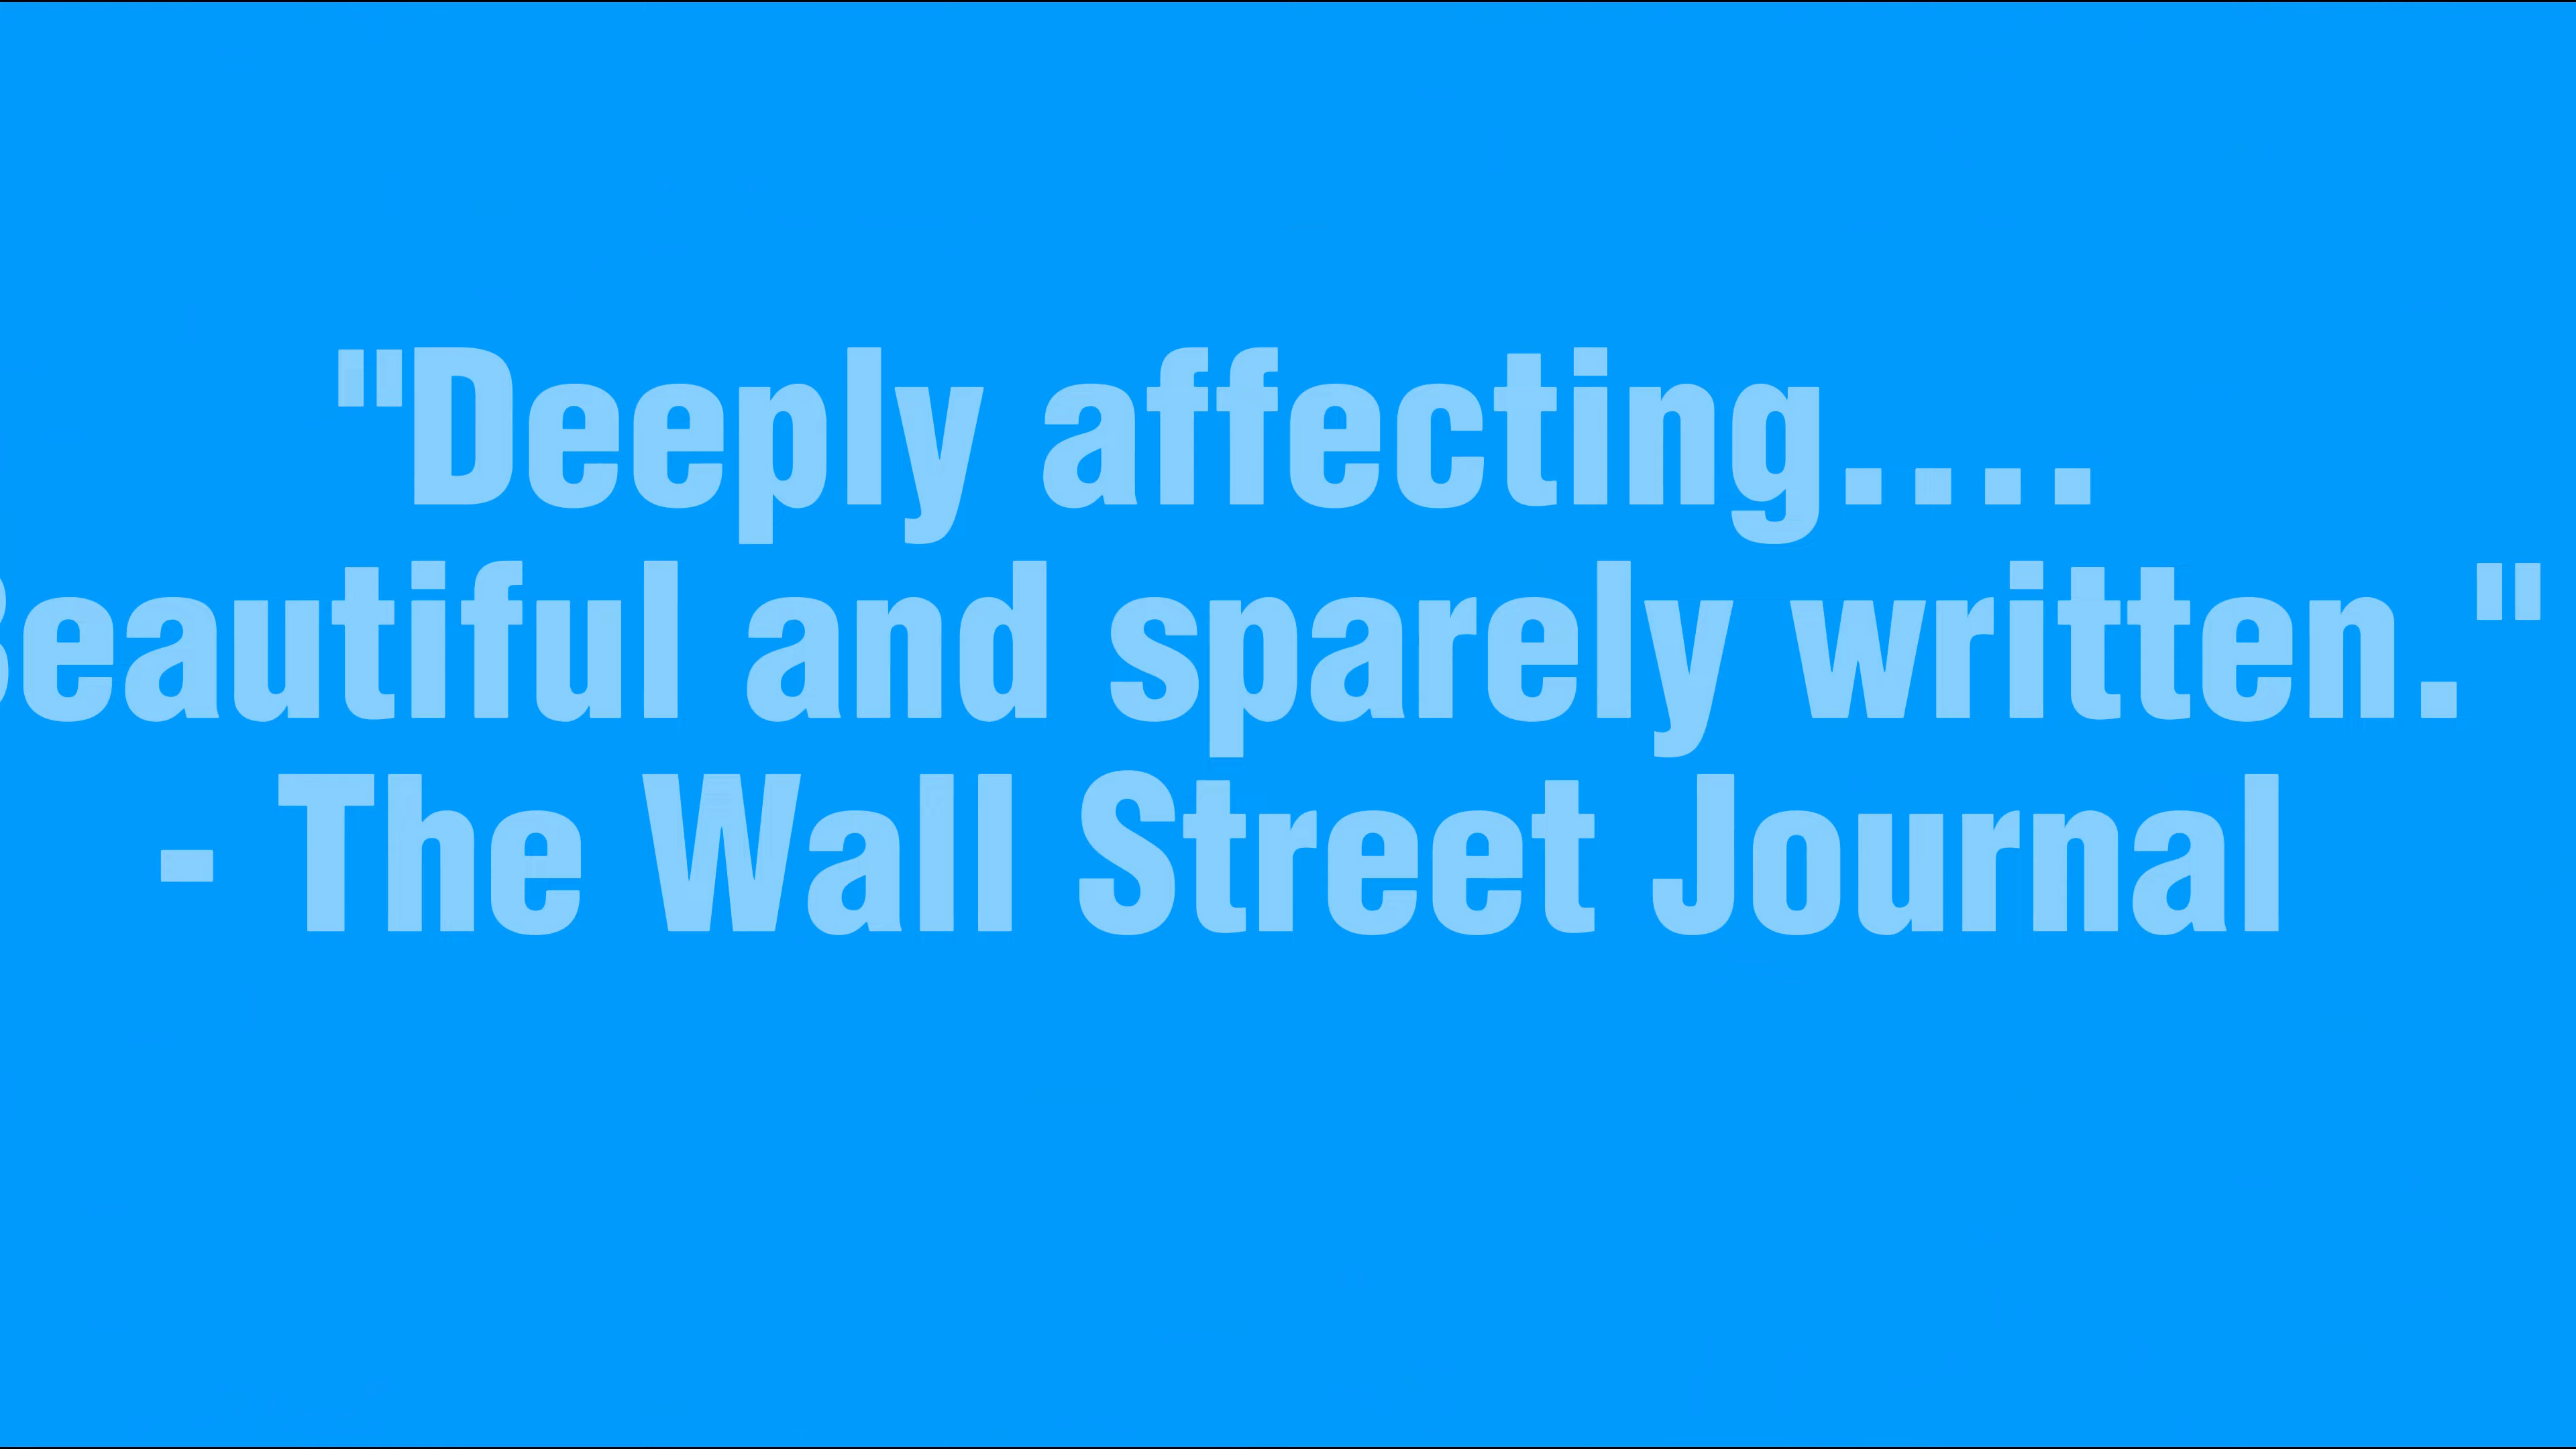 "Deeply affecting....
Beautiful and sparely written."
- The Wall Street Journal